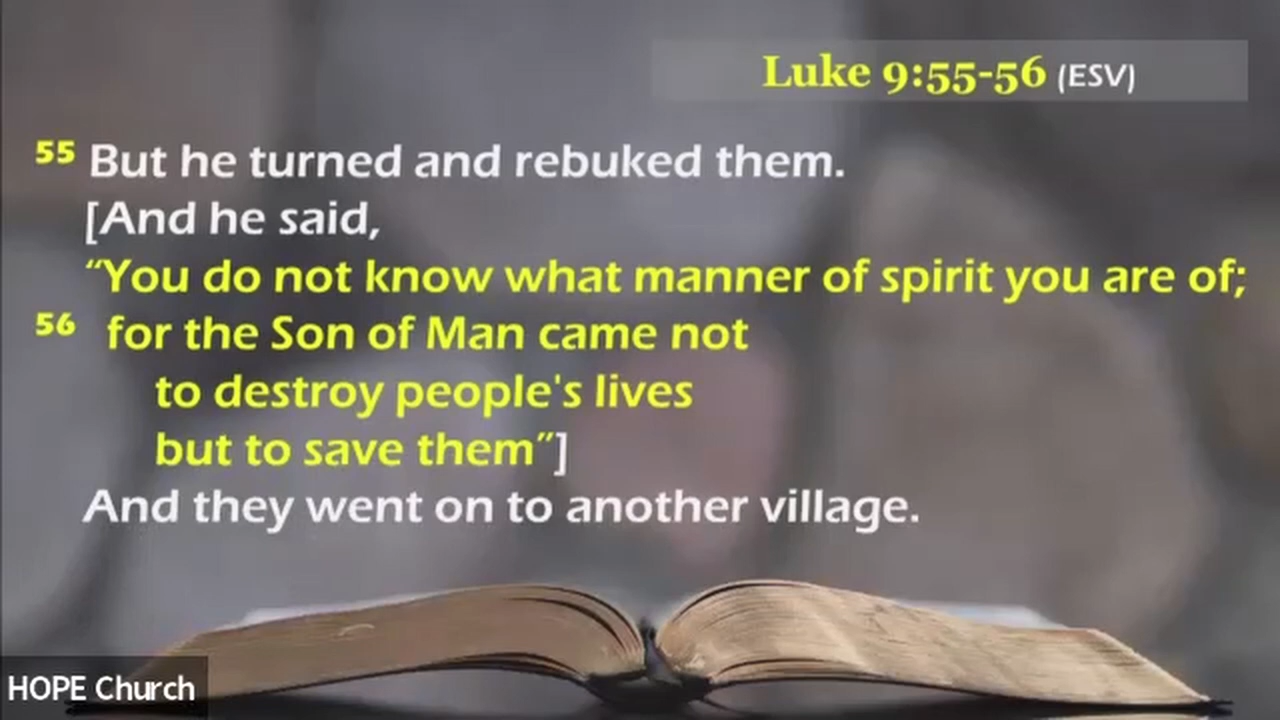 Luke 9:55-56 (ESV)
55 But he turned and rebuked them.
[And he said,
“You do not know what manner of spirit you are of;
56 for the Son of Man came not
to destroy people's lives
but to save them”]
And they went on to another village.
HOPE Church